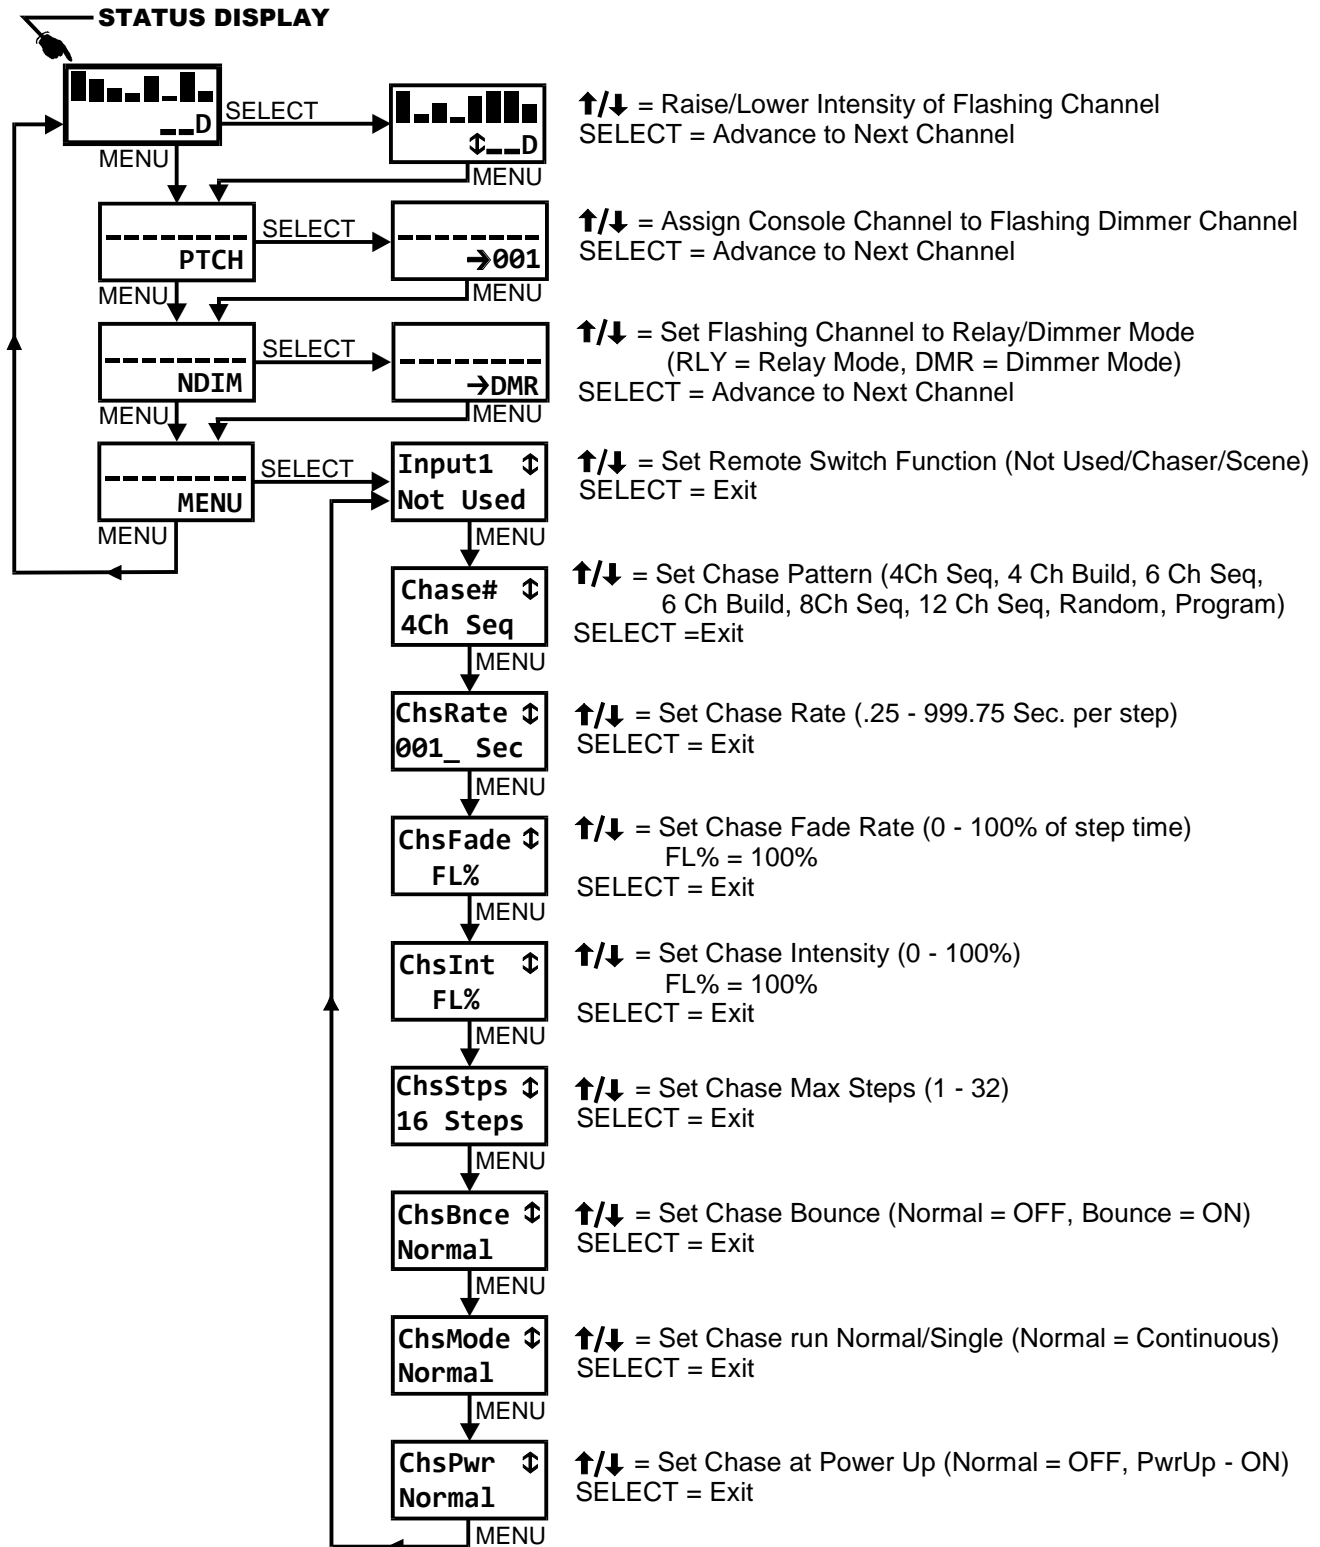 STATUS DISPLAY
__D
SELECT
↕__D
⬆/⬇ = Raise/Lower Intensity of Flashing Channel
SELECT = Advance to Next Channel
MENU
MENU
--------
PTCH
SELECT
--------
→001
⬆/⬇ = Assign Console Channel to Flashing Dimmer Channel
SELECT = Advance to Next Channel
MENU
MENU
--------
NDIM
SELECT
--------
→DMR
⬆/⬇ = Set Flashing Channel to Relay/Dimmer Mode
(RLY = Relay Mode, DMR = Dimmer Mode)
SELECT = Advance to Next Channel
MENU
MENU
--------
MENU
SELECT
Input1 ↕
Not Used
⬆/⬇ = Set Remote Switch Function (Not Used/Chaser/Scene)
SELECT = Exit
MENU
MENU
Chase# ↕
4Ch Seq
⬆/⬇ = Set Chase Pattern (4Ch Seq, 4 Ch Build, 6 Ch Seq,
6 Ch Build, 8Ch Seq, 12 Ch Seq, Random, Program)
SELECT =Exit
MENU
ChsRate ↕
001_ Sec
⬆/⬇ = Set Chase Rate (.25 - 999.75 Sec. per step)
SELECT = Exit
MENU
ChsFade ↕
FL%
⬆/⬇ = Set Chase Fade Rate (0 - 100% of step time)
FL% = 100%
SELECT = Exit
MENU
ChsInt ↕
FL%
⬆/⬇ = Set Chase Intensity (0 - 100%)
FL% = 100%
SELECT = Exit
MENU
ChsStps ↕
16 Steps
⬆/⬇ = Set Chase Max Steps (1 - 32)
SELECT = Exit
MENU
ChsBnce ↕
Normal
⬆/⬇ = Set Chase Bounce (Normal = OFF, Bounce = ON)
SELECT = Exit
MENU
ChsMode ↕
Normal
⬆/⬇ = Set Chase run Normal/Single (Normal = Continuous)
SELECT = Exit
MENU
ChsPwr ↕
Normal
⬆/⬇ = Set Chase at Power Up (Normal = OFF, PwrUp - ON)
SELECT = Exit
MENU